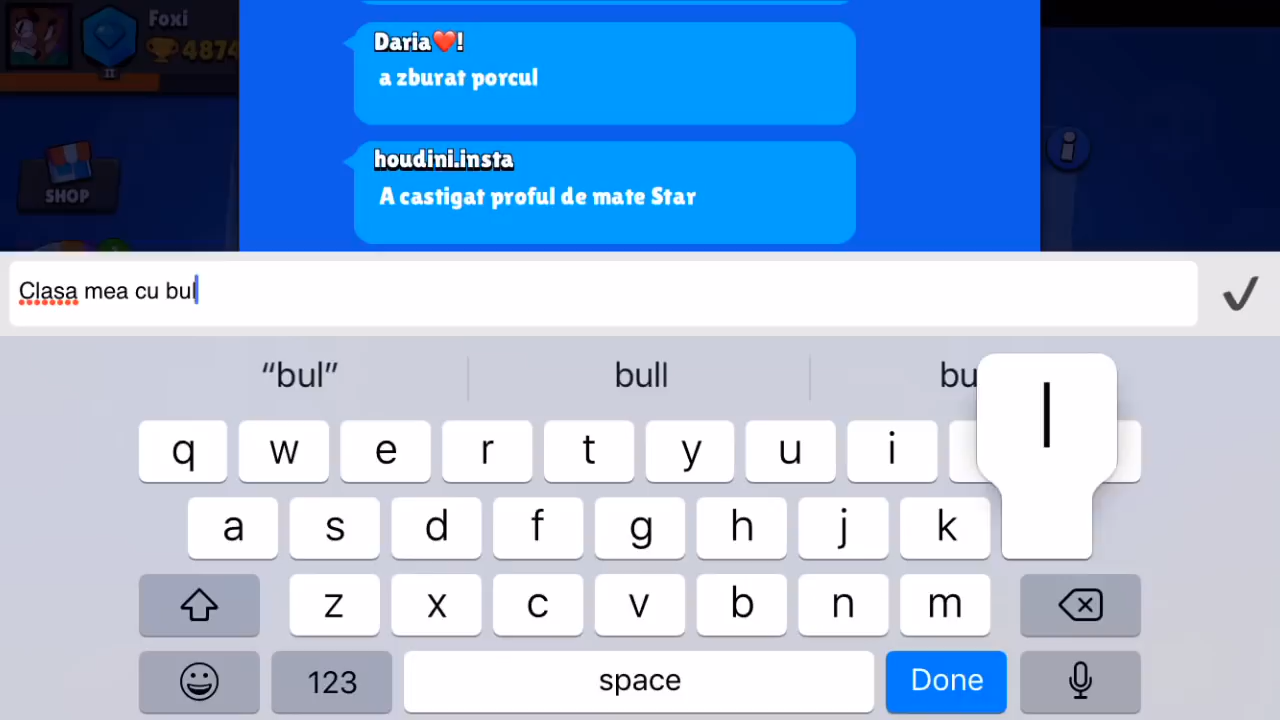 Foxi
4874
II
Daria❤️!
a zburat porcul
houdini.insta
A castigat proful de mate Star
SHOP
Clasa mea cu bul
“bul” bull
l
q w e r t y u i
a s d f g h j k
z x c v b n m
123 space Done